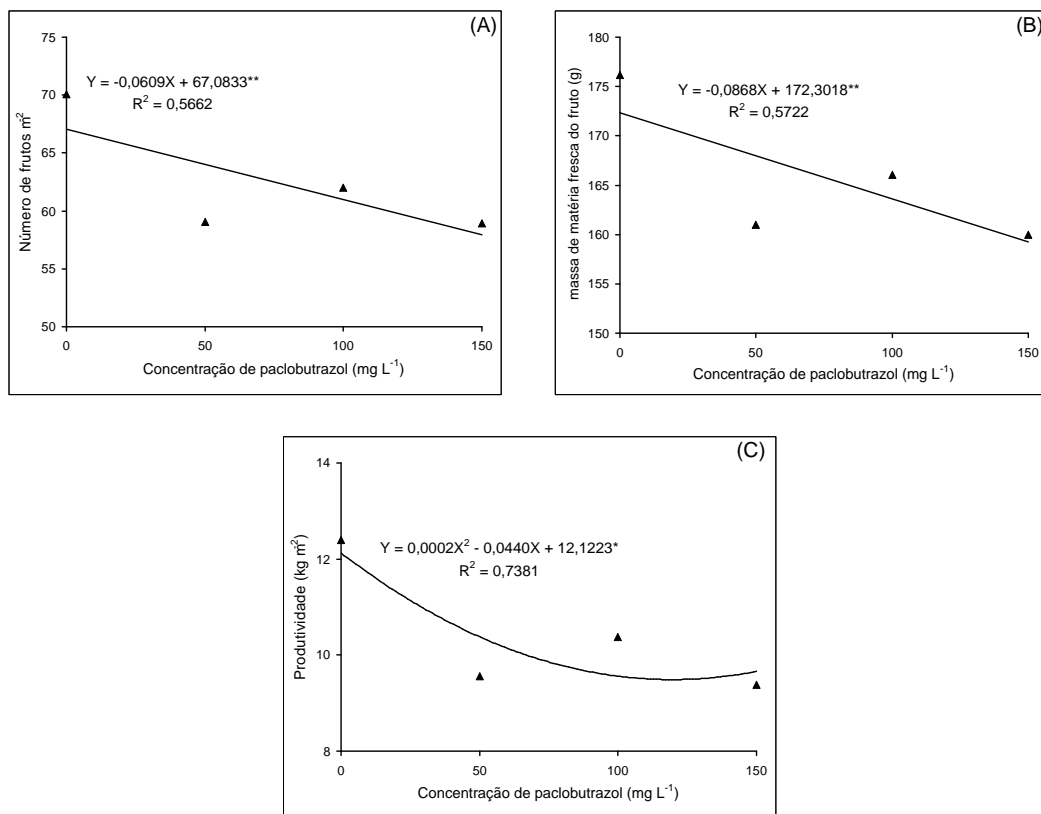 (A)
75
70
65
60
55
50
Número de frutos m⁻²
Y = -0,0609X + 67,0833**
R² = 0,5662
0 50 100 150
Concentração de paclobutrazol (mg L⁻¹)
(B)
180
175
170
165
160
155
150
massa de matéria fresca do fruto (g)
Y = -0,0868X + 172,3018**
R² = 0,5722
0 50 100 150
Concentração de paclobutrazol (mg L⁻¹)
(C)
14
12
10
8
Produtividade (kg m⁻²)
Y = 0,0002X² - 0,0440X + 12,1223*
R² = 0,7381
0 50 100 150
Concentração de paclobutrazol (mg L⁻¹)